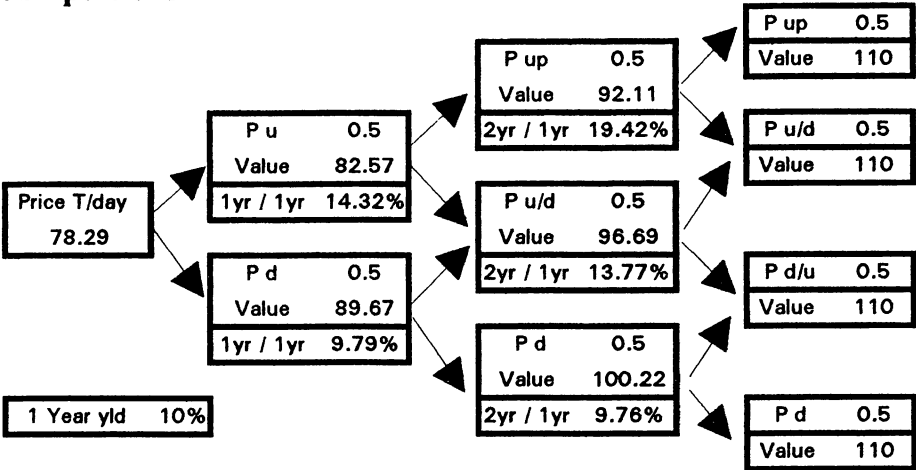 P up 0.5
Value 110
P up 0.5
Value 92.11
2yr / 1yr 19.42%
P u 0.5
Value 82.57
1yr / 1yr 14.32%
P u/d 0.5
Value 110
Price T/day
78.29
P u/d 0.5
Value 96.69
2yr / 1yr 13.77%
P d 0.5
Value 89.67
1yr / 1yr 9.79%
P d/u 0.5
Value 110
P d 0.5
Value 100.22
2yr / 1yr 9.76%
1 Year yld 10%
P d 0.5
Value 110